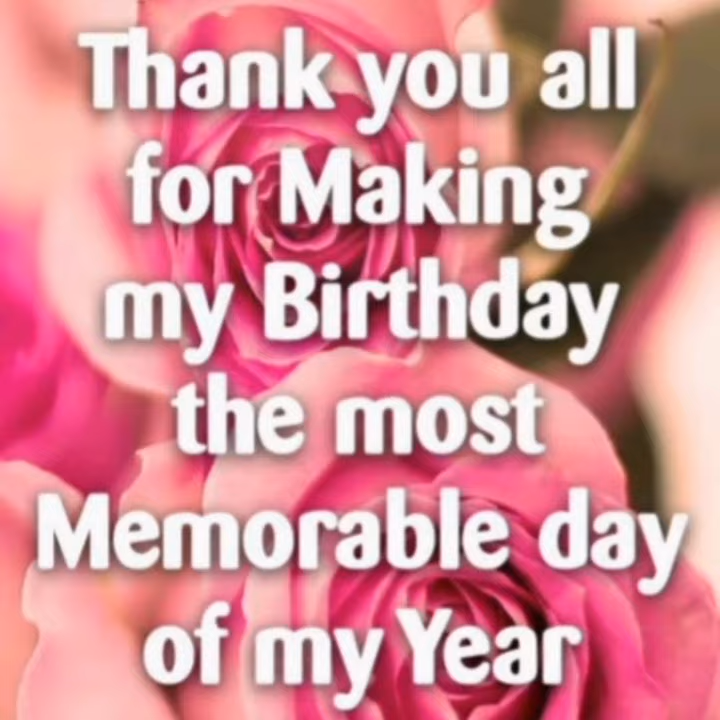 Thank you all
for Making
my Birthday
the most
Memorable day
of my Year